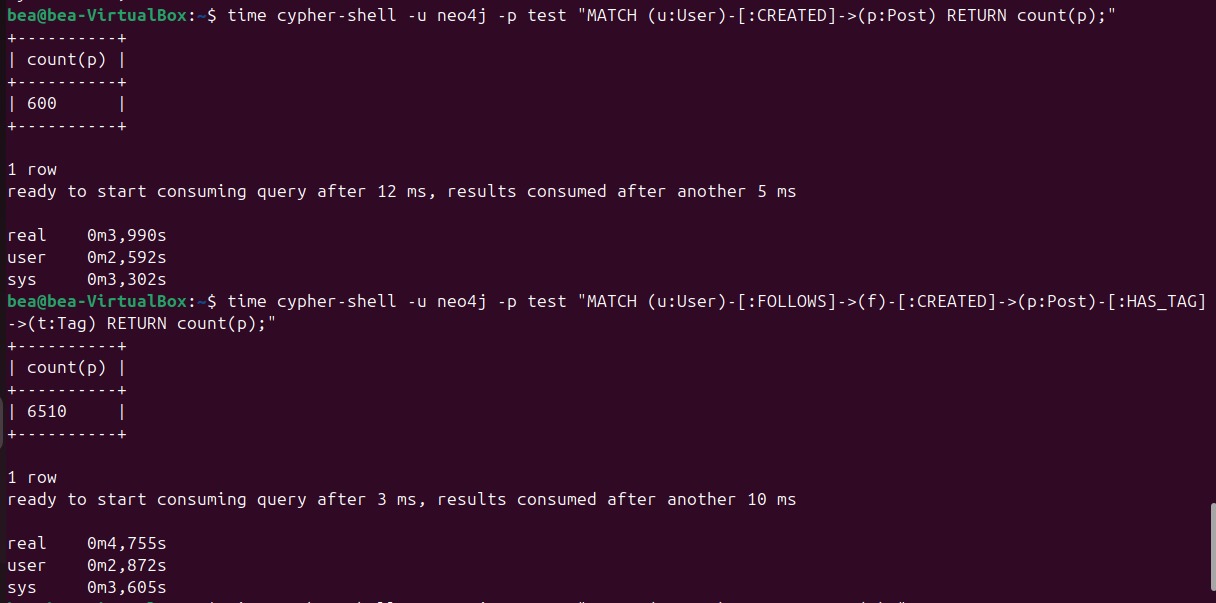 bea@bea-VirtualBox:~$ time cypher-shell -u neo4j -p test "MATCH (u:User)-[:CREATED]->(p:Post) RETURN count(p);"
+----------+
| count(p) |
+----------+
| 600      |
+----------+
1 row
ready to start consuming query after 12 ms, results consumed after another 5 ms
real    0m3,990s
user    0m2,592s
sys     0m3,302s
bea@bea-VirtualBox:~$ time cypher-shell -u neo4j -p test "MATCH (u:User)-[:FOLLOWS]->(f)-[:CREATED]->(p:Post)-[:HAS_TAG]
->(t:Tag) RETURN count(p);"
+----------+
| count(p) |
+----------+
| 6510     |
+----------+
1 row
ready to start consuming query after 3 ms, results consumed after another 10 ms
real    0m4,755s
user    0m2,872s
sys     0m3,605s